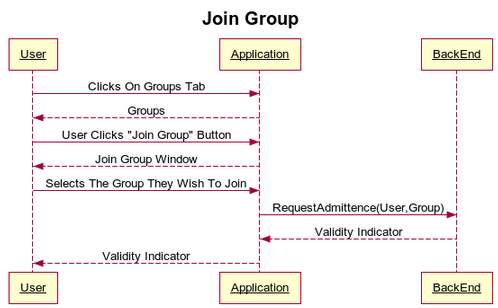 Join Group
User Application BackEnd
Clicks On Groups Tab
Groups
User Clicks "Join Group" Button
Join Group Window
Selects The Group They Wish To Join
RequestAdmittence(User,Group)
Validity Indicator
Validity Indicator
User Application BackEnd